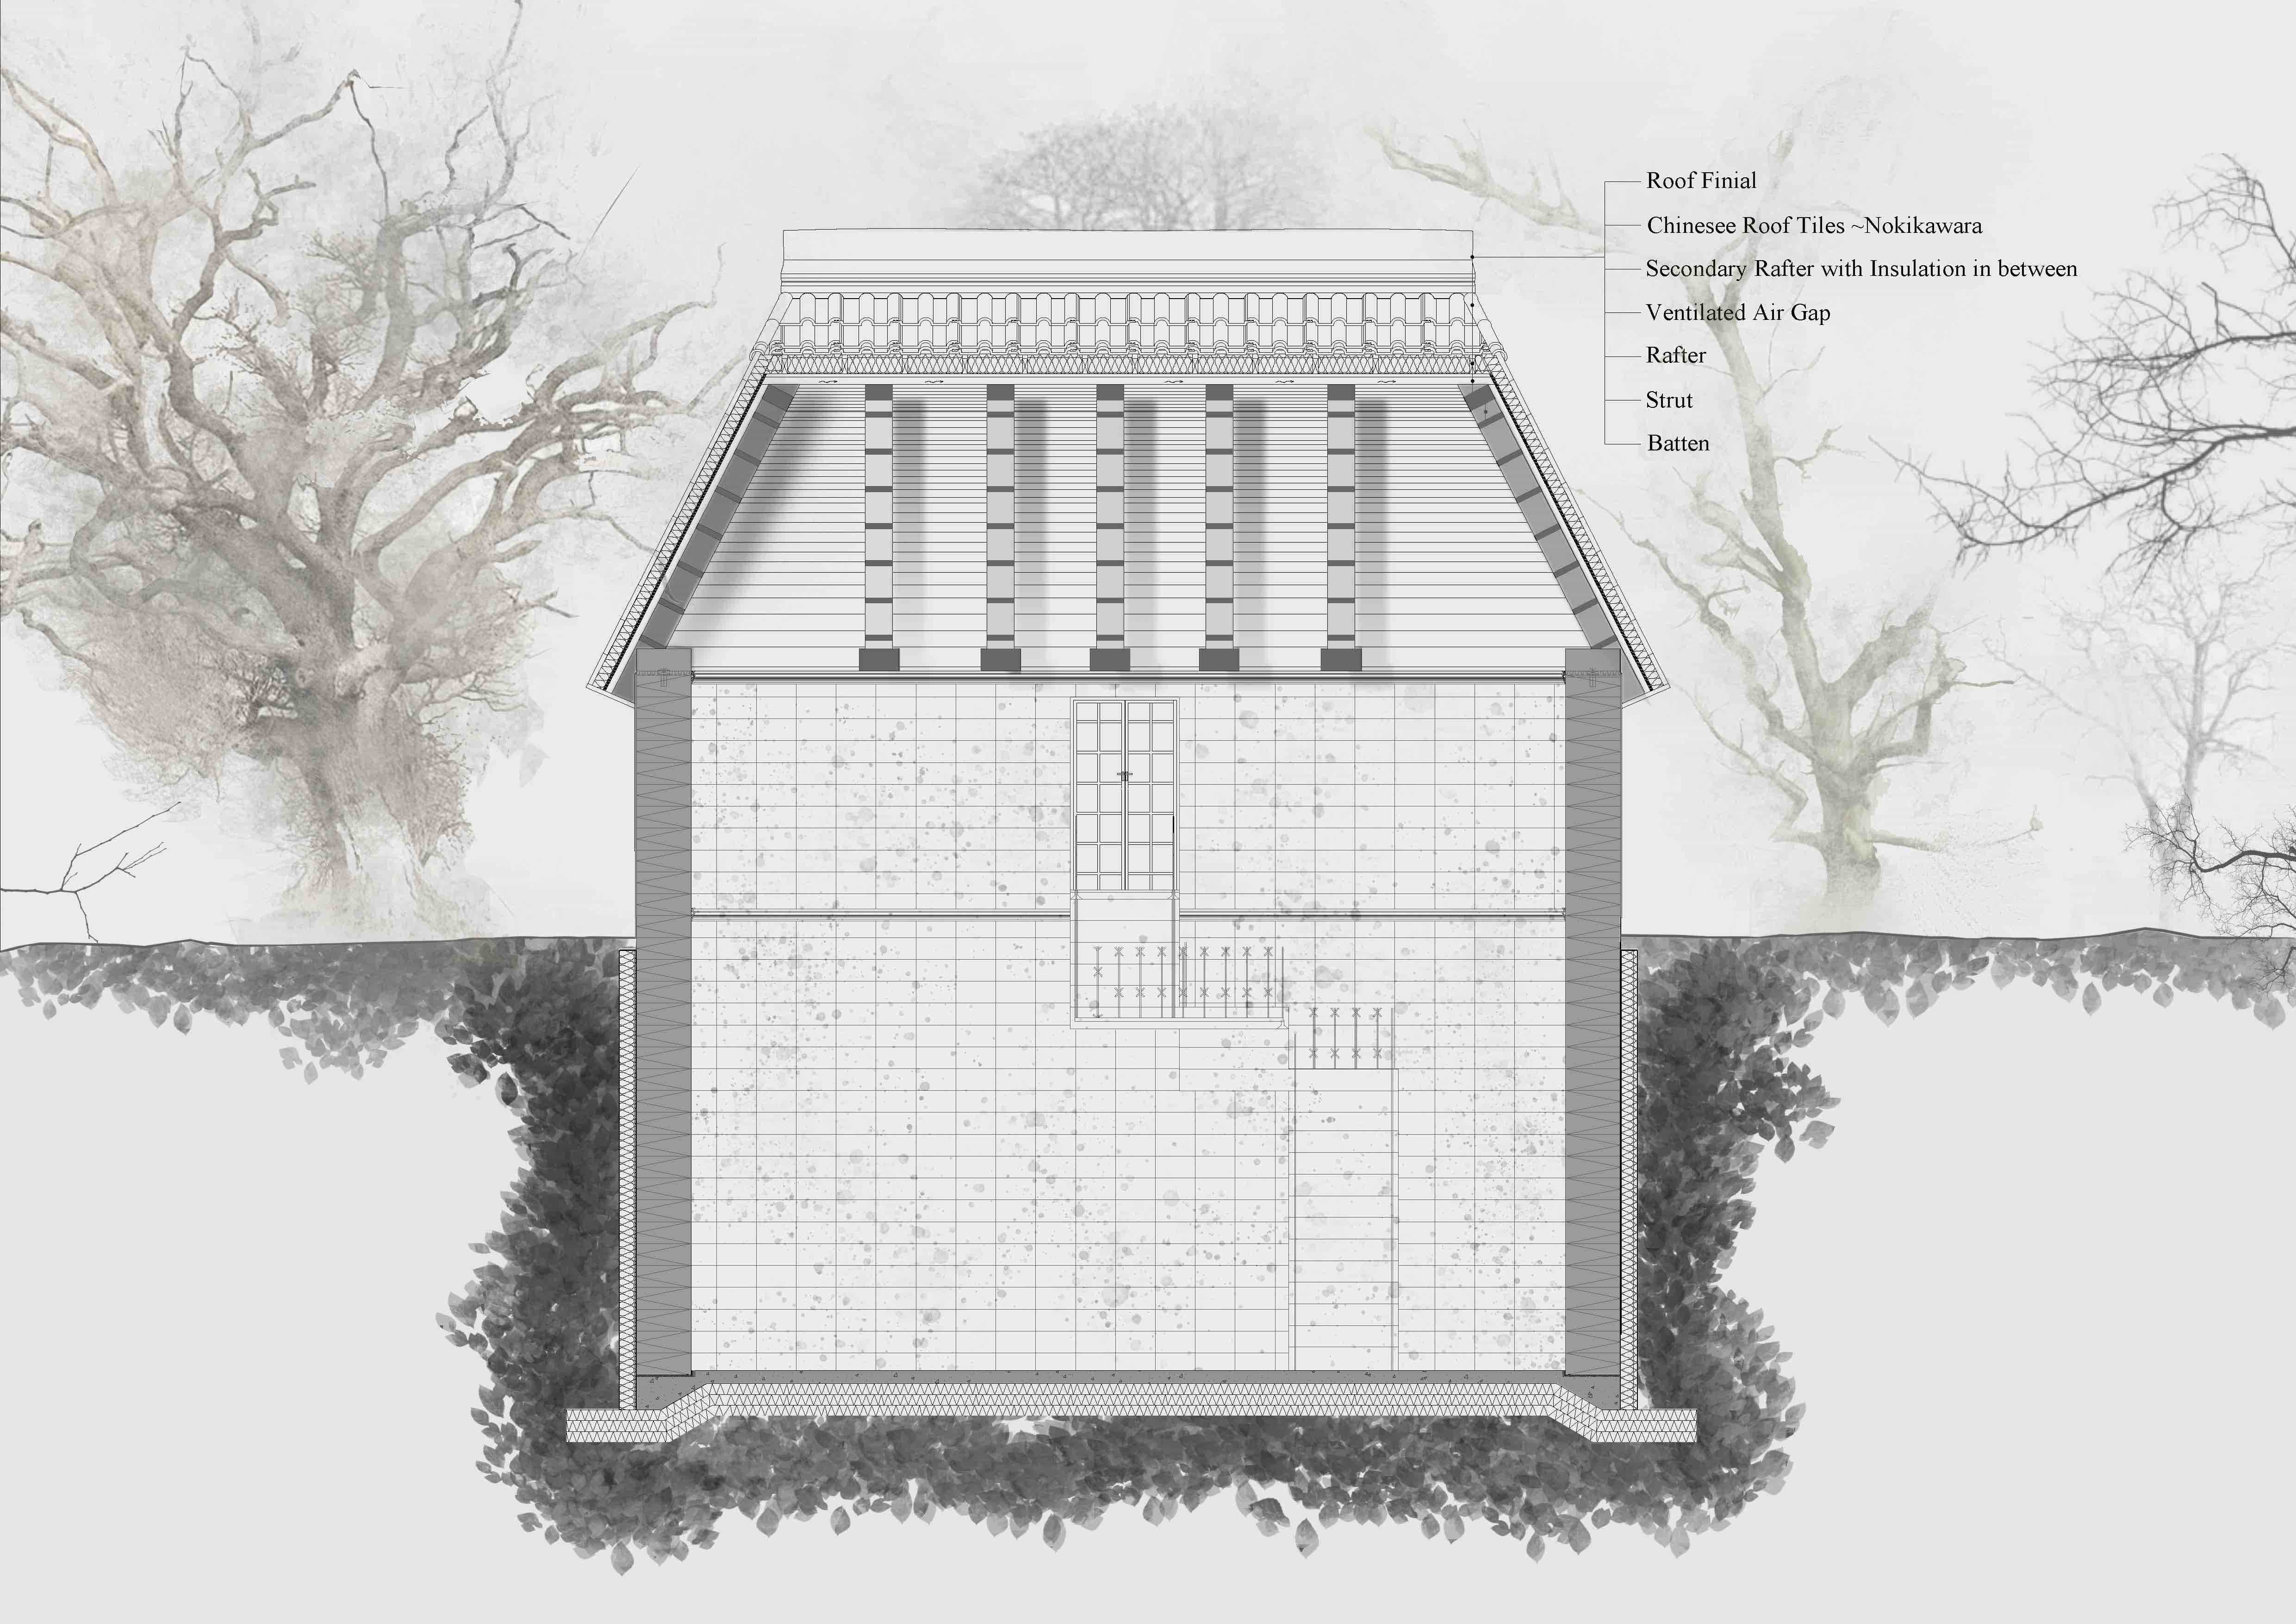 Roof Finial
Chinesee Roof Tiles ~Nokikawara
Secondary Rafter with Insulation in between
Ventilated Air Gap
Rafter
Strut
Batten